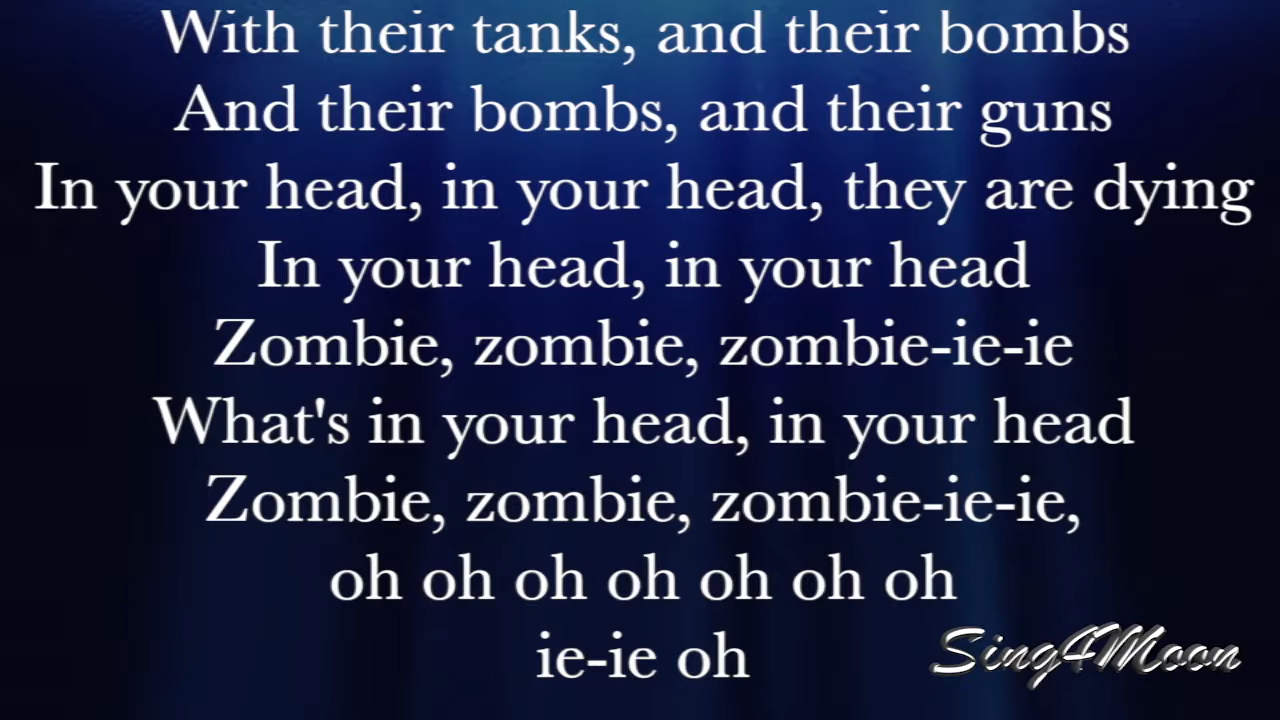 With their tanks, and their bombs
And their bombs, and their guns
In your head, in your head, they are dying
In your head, in your head
Zombie, zombie, zombie-ie-ie
What's in your head, in your head
Zombie, zombie, zombie-ie-ie,
oh oh oh oh oh oh oh
ie-ie oh
Sing4Moon